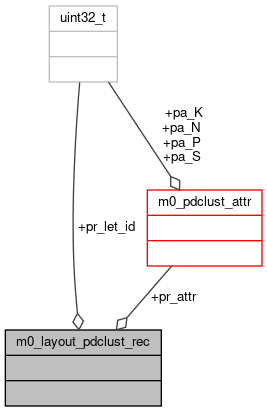 uint32_t
+pa_K
+pa_N
+pa_P
+pa_S
m0_pdclust_attr
+pr_let_id
+pr_attr
m0_layout_pdclust_rec